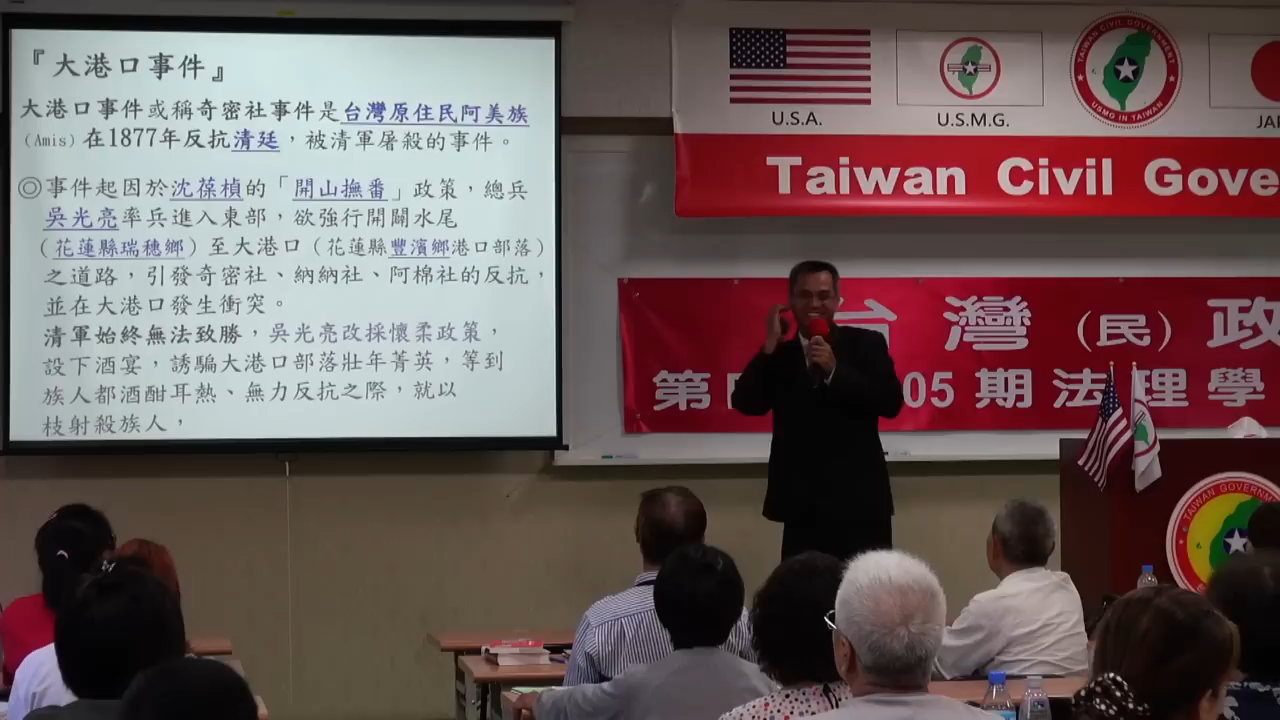 『大港口事件』
大港口事件或稱奇密社事件是台灣原住民阿美族
(Amis) 在1877年反抗清廷，被清軍屠殺的事件。
◎事件起因於沈葆楨的「開山撫番」政策，總兵
吳光亮率兵進入東部，欲強行開闢水尾
（花蓮縣瑞穗鄉）至大港口（花蓮縣豐濱鄉港口部落）
之道路，引發奇密社、納納社、阿棉社的反抗，
並在大港口發生衝突。
清軍始終無法致勝，吳光亮改採懷柔政策，
設下酒宴，誘騙大港口部落壯年菁英，等到
族人都酒酣耳熱、無力反抗之際，就以
枝射殺族人，
U.S.A.
U.S.M.G.
TAIWAN CIVIL GOVERNMENT
USMG IN TAIWAN
JAP
Taiwan Civil Gove
台灣（民）政
第
05期法理學
TAIWAN GOVERNM